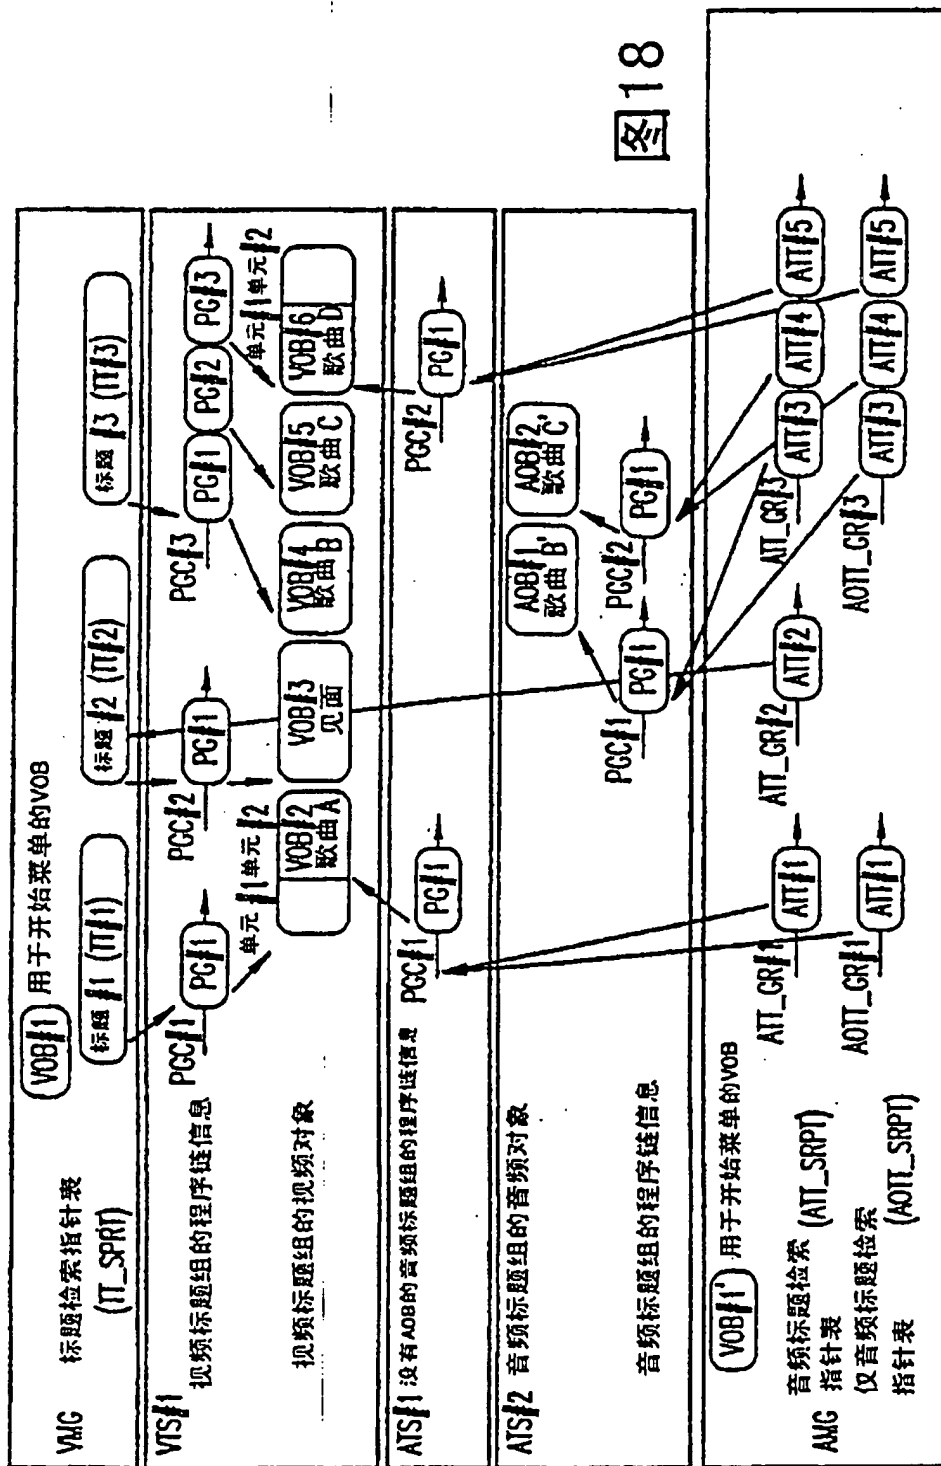 图18
VMG
VOB#1 用于开始菜单的VOB
标题检索指针表
(TT_SPRT)
标题 #1 (TT#1)
标题 #2 (TT#2)
标题 #3 (TT#3)
VTS#1
视频标题组的程序链信息
PGC#1
PG#1
PGC#2
PG#1
PGC#3
PG#1
PG#2
PG#3
视频标题组的视频对象
单元#1 单元#2
VOB#2
歌曲A
VOB#3
见面
VOB#4
歌曲B
VOB#5
歌曲C
单元#1 单元#2
VOB#6
歌曲D
ATS#1 没有AOB的音频标题组的程序链信息
PGC#1
PG#1
PGC#2
PG#1
ATS#2 音频标题组的音频对象
AOB#1
歌曲B'
AOB#2
歌曲C'
音频标题组的程序链信息
PGC#1
PG#1
PGC#2
PG#1
AMG
VOB#1' 用于开始菜单的VOB
音频标题检索
指针表
(ATT_SRPT)
ATT_GR#1
ATT#1
ATT_GR#2
ATT#2
ATT_GR#3
ATT#3
ATT#4
ATT#5
仅音频标题检索
指针表
(AOTT_SRPT)
AOTT_GR#1
ATT#1
AOTT_GR#3
ATT#3
ATT#4
ATT#5